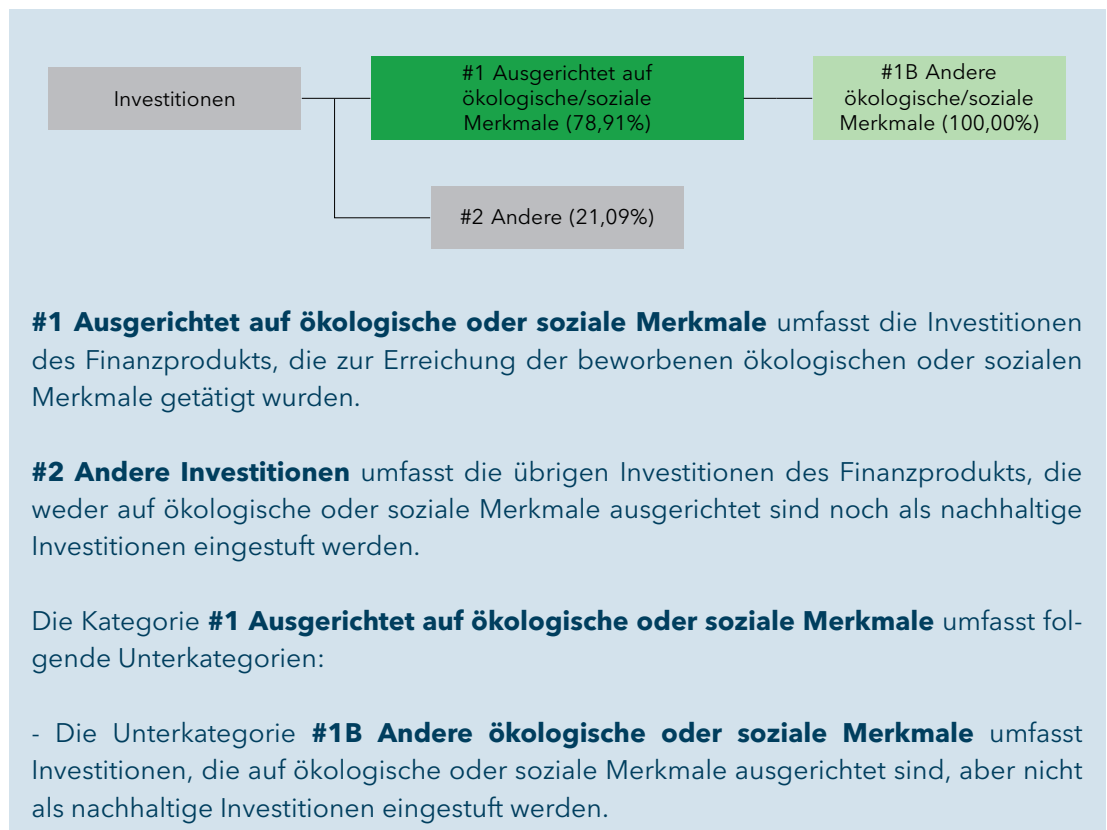 Investitionen
#1 Ausgerichtet auf
ökologische/soziale
Merkmale (78,91%)
#1B Andere
ökologische/soziale
Merkmale (100,00%)
#2 Andere (21,09%)
#1 Ausgerichtet auf ökologische oder soziale Merkmale umfasst die Investitionen
des Finanzprodukts, die zur Erreichung der beworbenen ökologischen oder sozialen
Merkmale getätigt wurden.
#2 Andere Investitionen umfasst die übrigen Investitionen des Finanzprodukts, die
weder auf ökologische oder soziale Merkmale ausgerichtet sind noch als nachhaltige
Investitionen eingestuft werden.
Die Kategorie #1 Ausgerichtet auf ökologische oder soziale Merkmale umfasst fol-
gende Unterkategorien:
- Die Unterkategorie #1B Andere ökologische oder soziale Merkmale umfasst
Investitionen, die auf ökologische oder soziale Merkmale ausgerichtet sind, aber nicht
als nachhaltige Investitionen eingestuft werden.